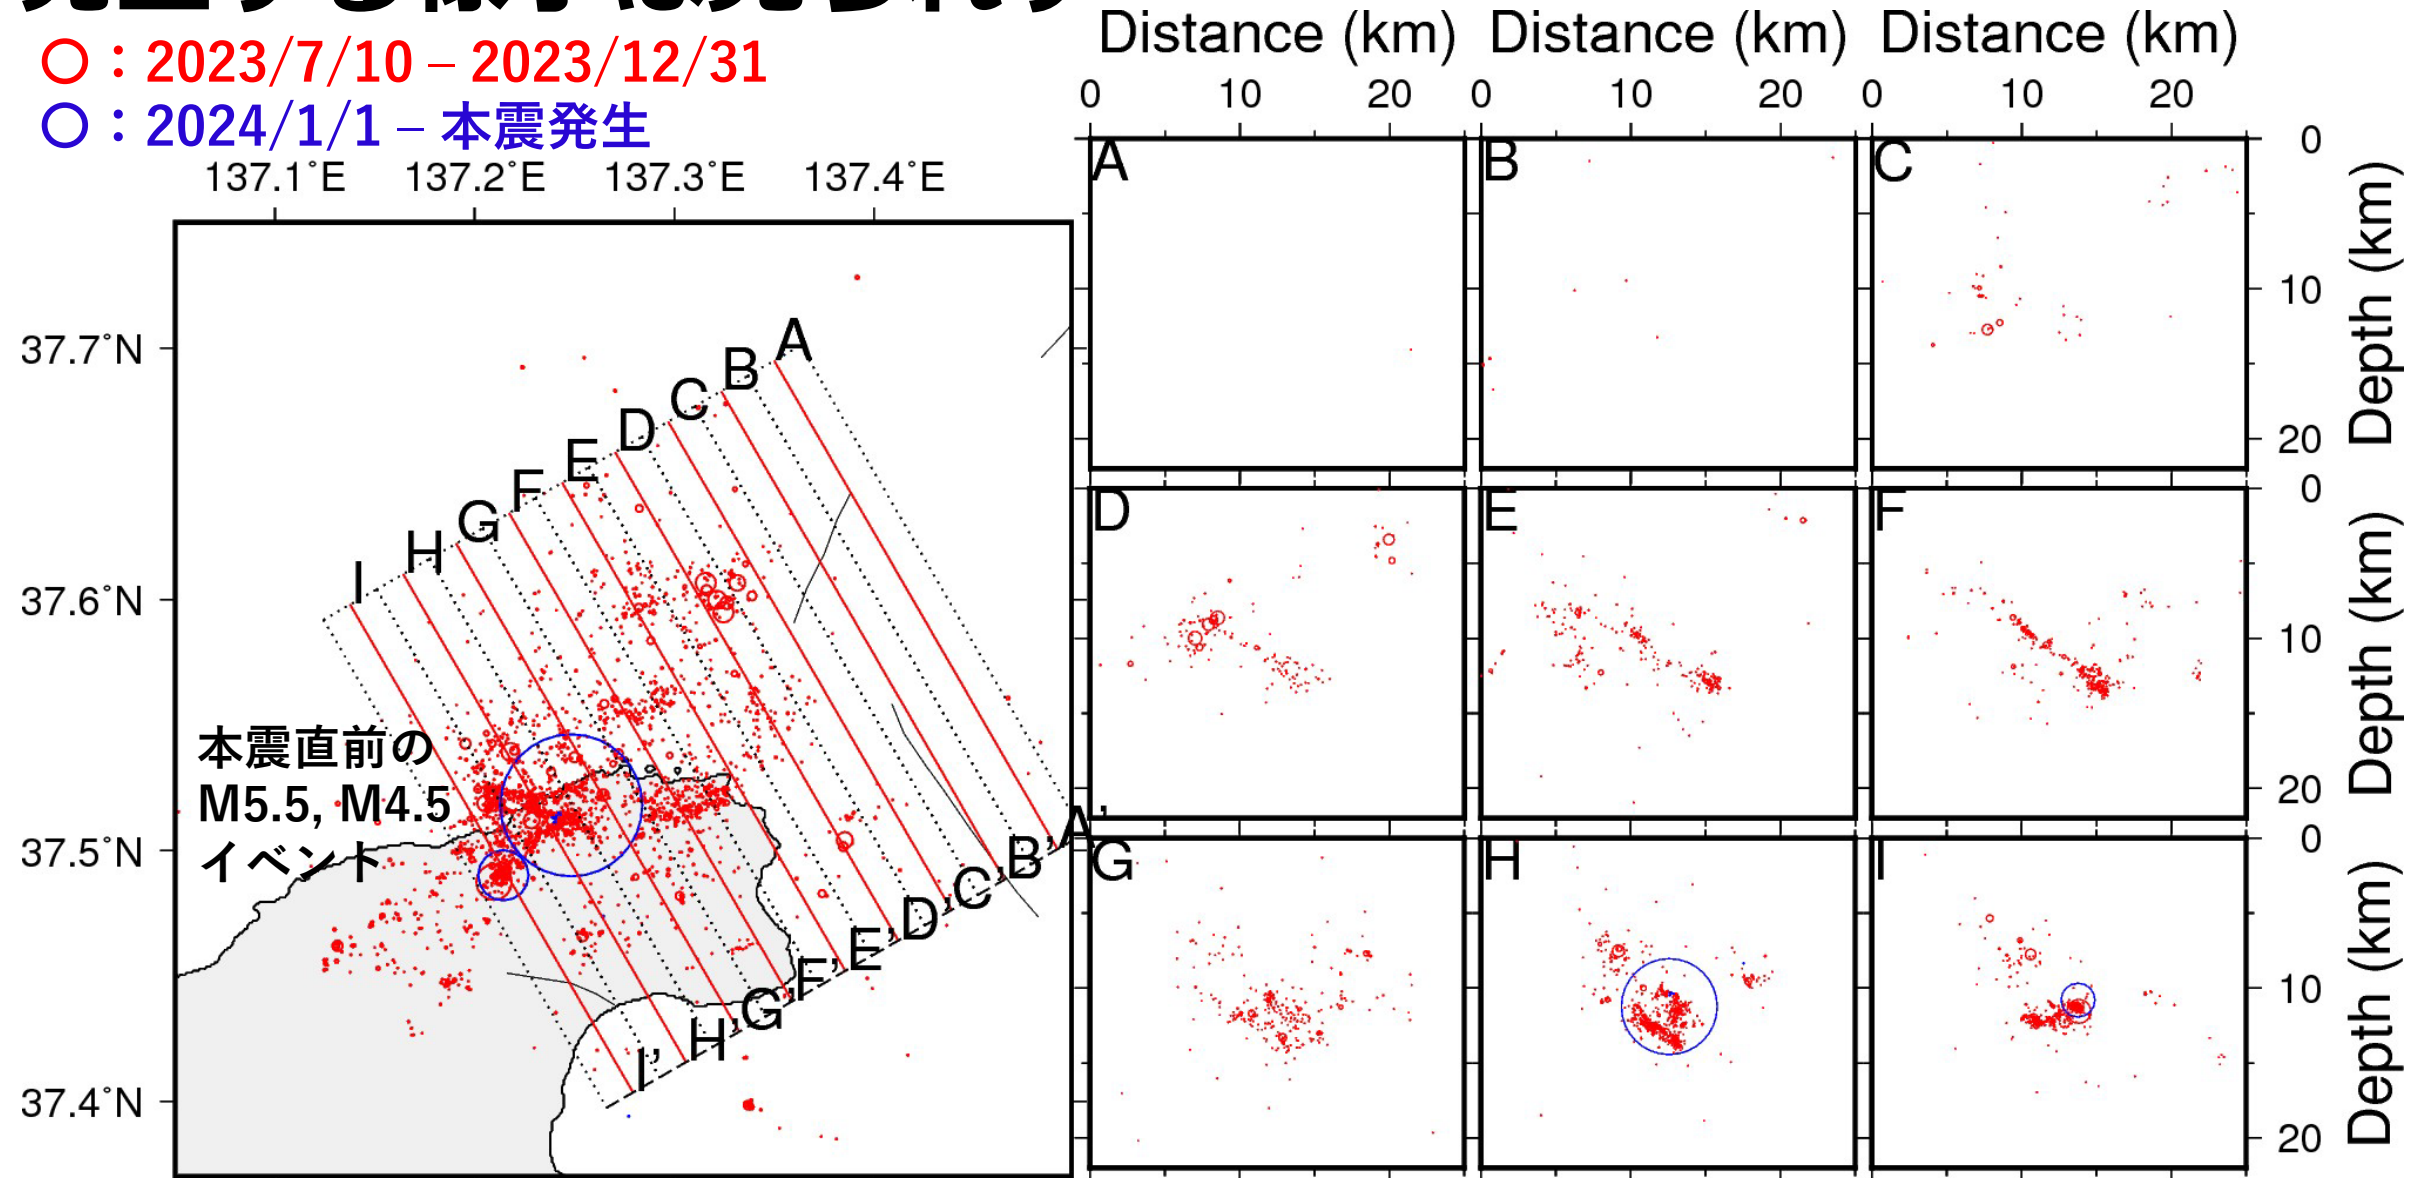 ○：2023/7/10 – 2023/12/31
○：2024/1/1 – 本震発生
137.1°E 137.2°E 137.3°E 137.4°E
37.7°N
37.6°N
37.5°N
37.4°N
A
B
C
D
E
F
G
H
I
本震直前の
M5.5, M4.5
イベント
A'
B'
C'
D'
E'
F'
G'
H'
I'
Distance (km) Distance (km) Distance (km)
0 10 20 0 10 20 0 10 20
A B C
0
10
20
Depth (km)
D E F
0
10
20
Depth (km)
G H I
0
10
20
Depth (km)